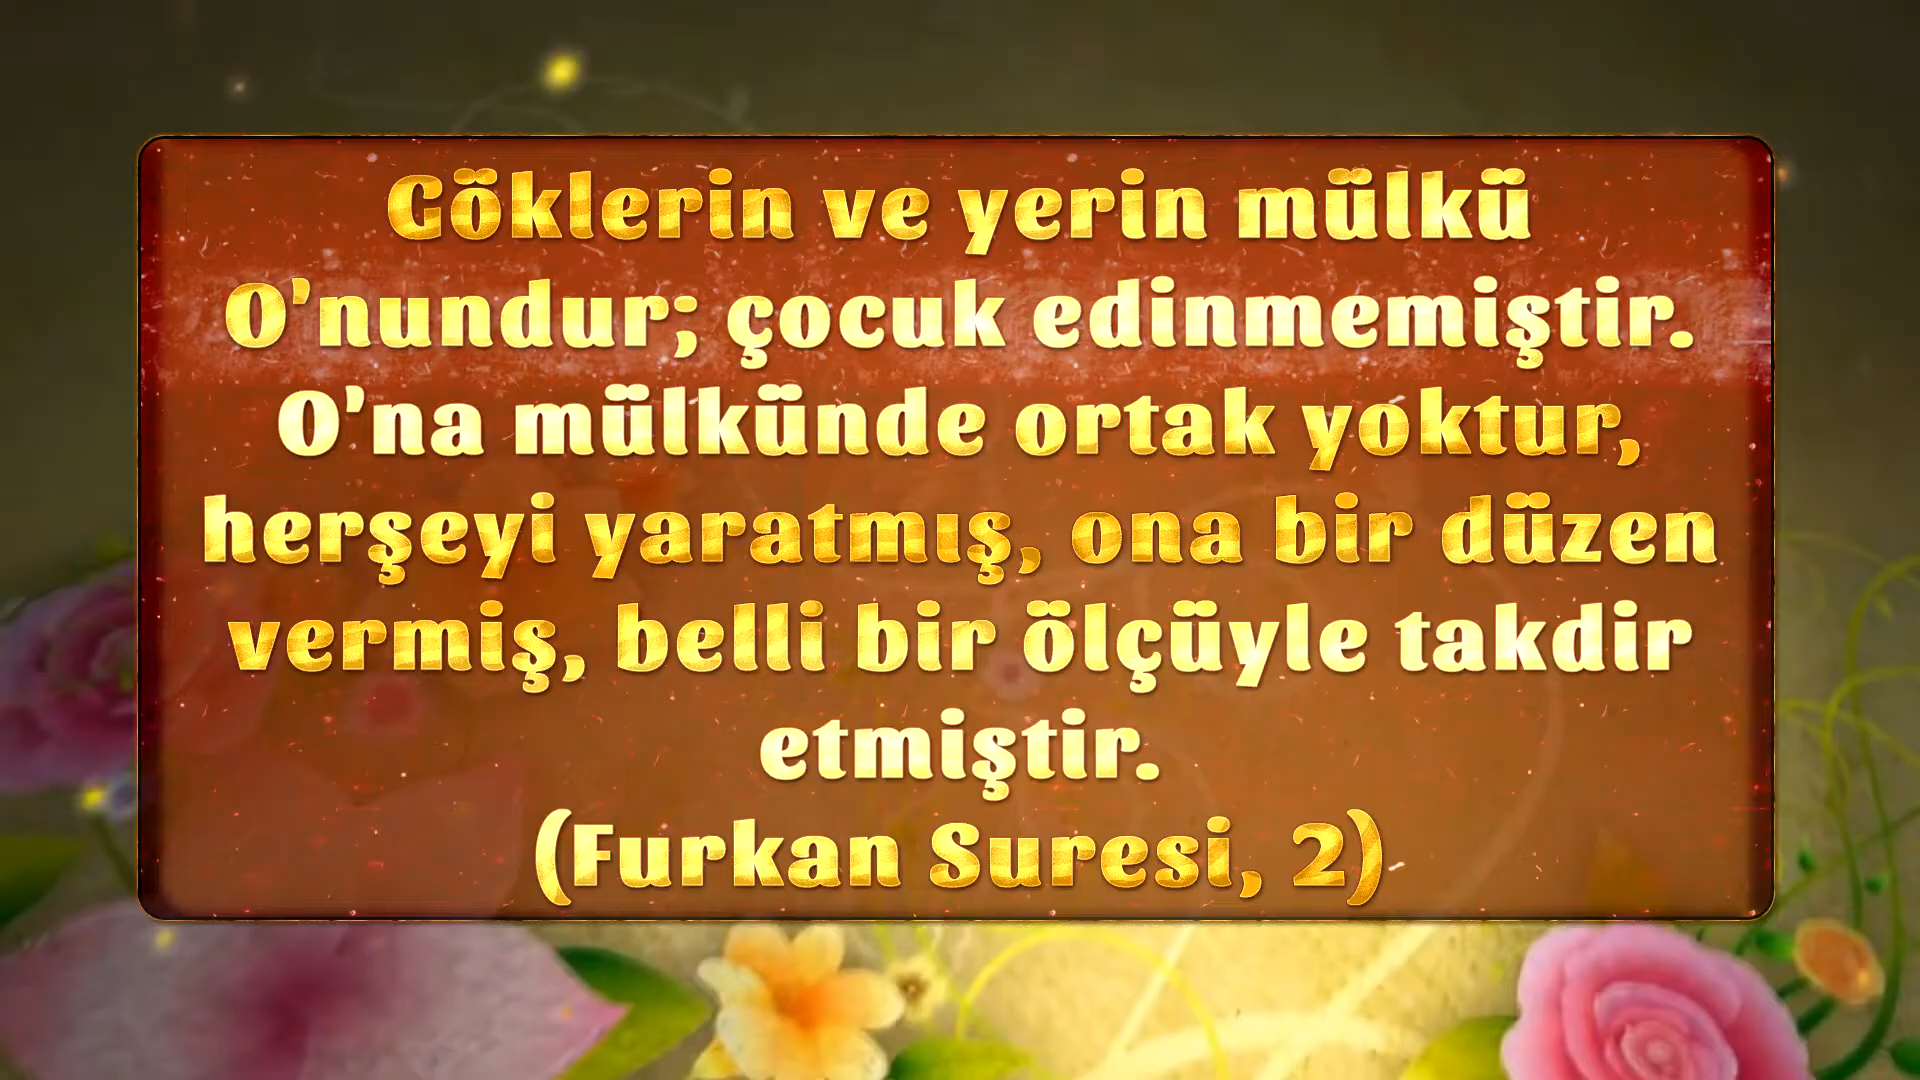 Göklerin ve yerin mülkü
O'nundur; çocuk edinmemiştir.
O'na mülkünde ortak yoktur,
herşeyi yaratmış, ona bir düzen
vermiş, belli bir ölçüyle takdir
etmiştir.
(Furkan Suresi, 2)